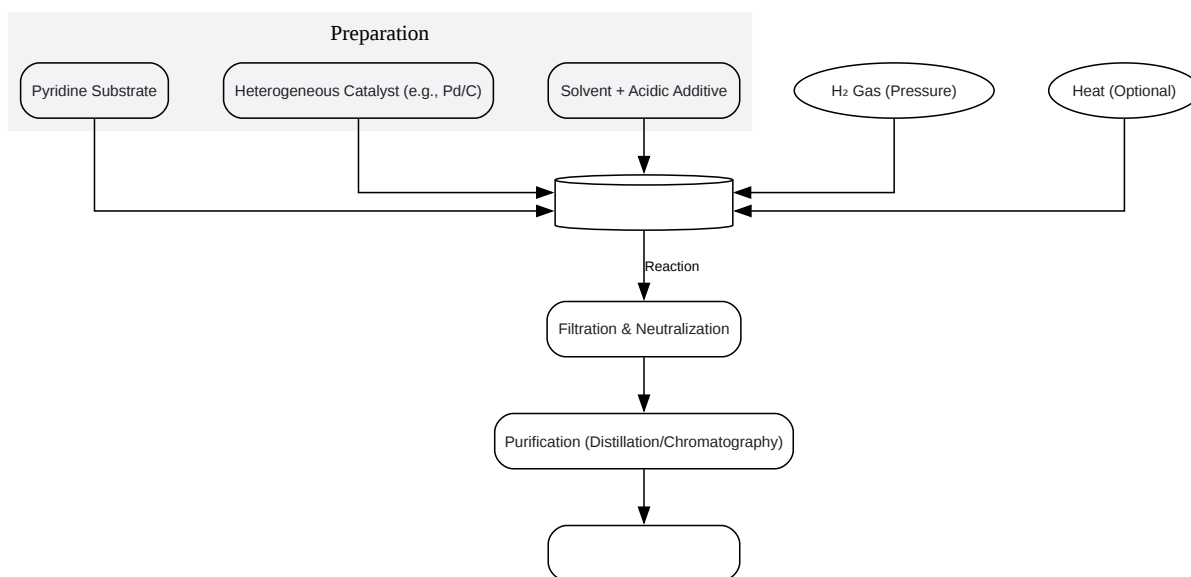 Preparation
Pyridine Substrate
Heterogeneous Catalyst (e.g., Pd/C)
Solvent + Acidic Additive
H₂ Gas (Pressure)
Heat (Optional)
Reaction
Filtration & Neutralization
Purification (Distillation/Chromatography)